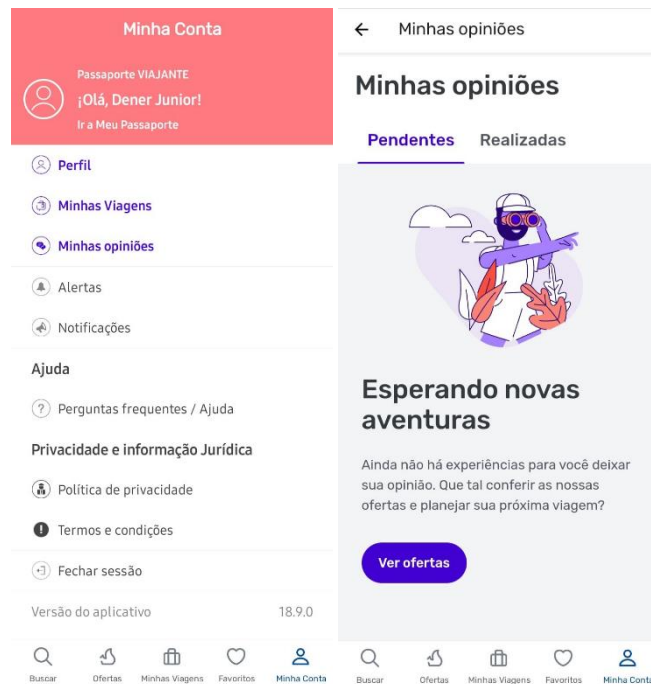 Minha Conta
Passaporte VIAJANTE
¡Olá, Dener Junior!
Ir a Meu Passaporte
Perfil
Minhas Viagens
Minhas opiniões
Alertas
Notificações
Ajuda
Perguntas frequentes / Ajuda
Privacidade e informação Jurídica
Política de privacidade
Termos e condições
Fechar sessão
Versão do aplicativo 18.9.0
Buscar Ofertas Minhas Viagens Favoritos Minha Conta
Minhas opiniões
Minhas opiniões
Pendentes Realizadas
Esperando novas
aventuras
Ainda não há experiências para você deixar
sua opinião. Que tal conferir as nossas
ofertas e planejar sua próxima viagem?
Ver ofertas
Buscar Ofertas Minhas Viagens Favoritos Minha Conta